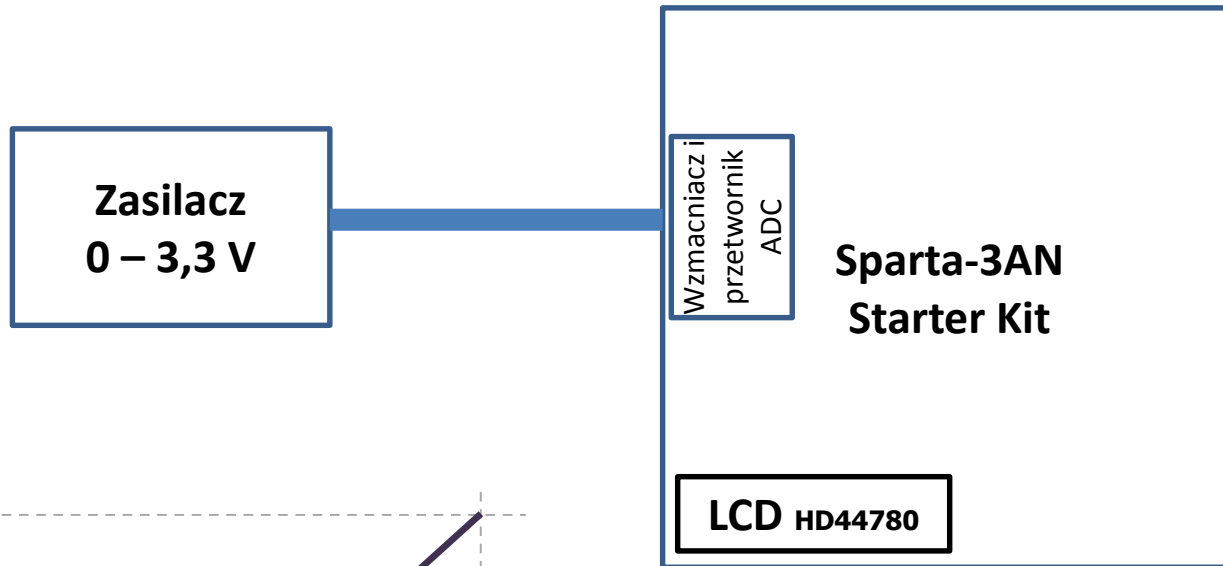 Zasilacz
0 – 3,3 V
Wzmacniacz i
przetwornik
ADC
Sparta-3AN
Starter Kit
LCD HD44780